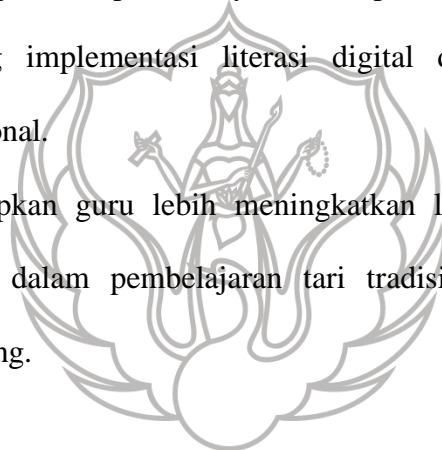 implementasi literasi digital
onal.
pkan guru lebih meningkatkan l
dalam pembelajaran tari tradisi
ng.